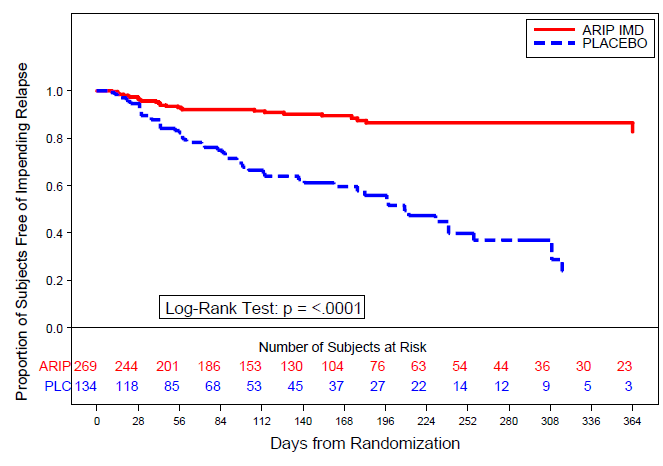 ARIP IMD
PLACEBO
Proportion of Subjects Free of Impending Relapse
1.0
0.8
0.6
0.4
0.2
0.0
Log-Rank Test: p = <.0001
Number of Subjects at Risk
ARIP 269 244 201 186 153 130 104 76 63 54 44 36 30 23
PLC 134 118 85 68 53 45 37 27 22 14 12 9 5 3
0 28 56 84 112 140 168 196 224 252 280 308 336 364
Days from Randomization